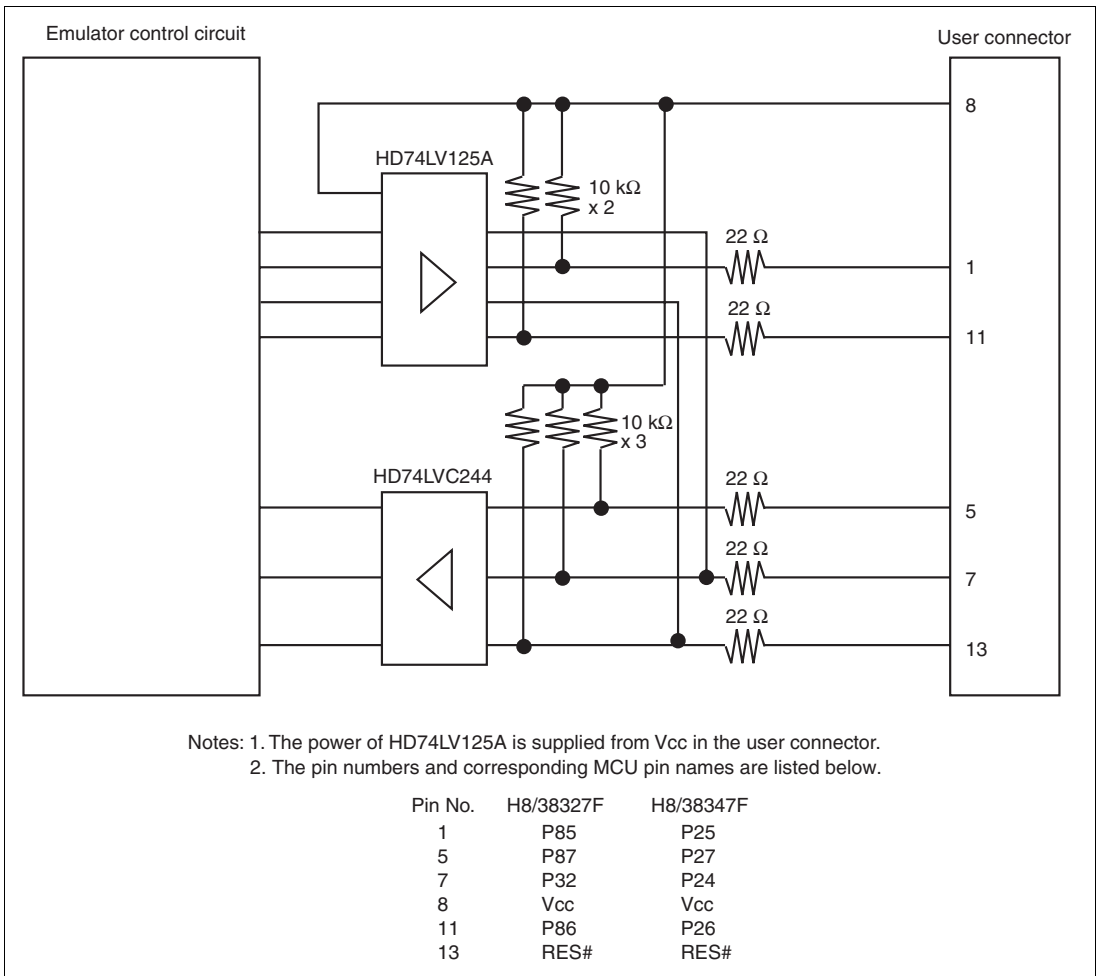 Emulator control circuit
User connector
8
HD74LV125A
10 kΩ
x 2
22 Ω
1
22 Ω
11
10 kΩ
x 3
HD74LVC244
22 Ω
5
22 Ω
7
22 Ω
13
Notes: 1. The power of HD74LV125A is supplied from Vcc in the user connector.
2. The pin numbers and corresponding MCU pin names are listed below.
Pin No. H8/38327F H8/38347F
1 P85 P25
5 P87 P27
7 P32 P24
8 Vcc Vcc
11 P86 P26
13 RES# RES#